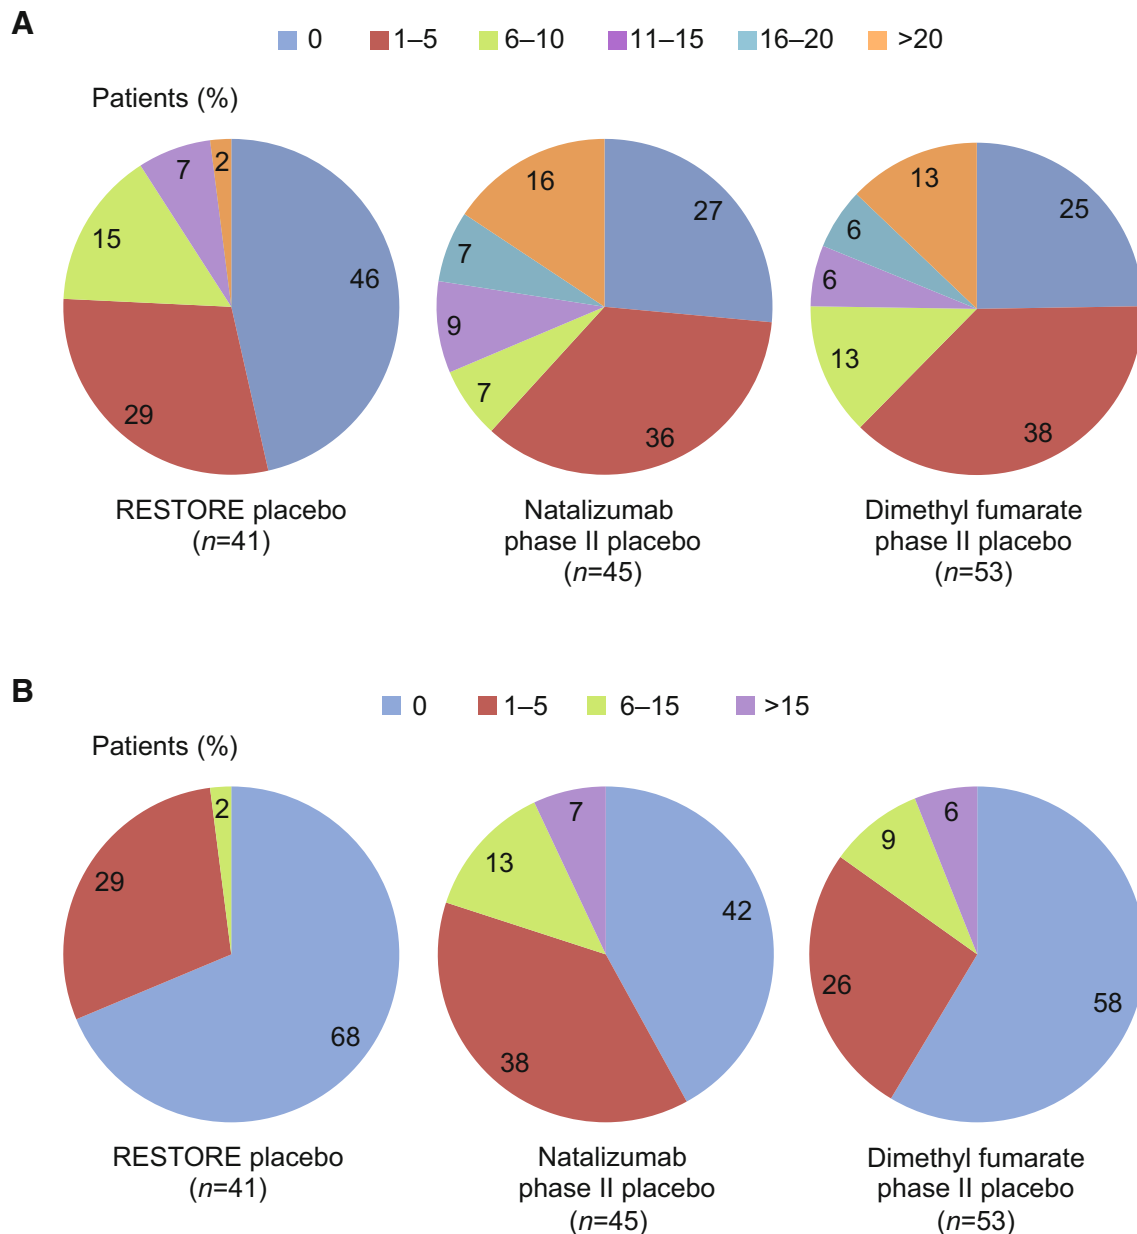 A
0 1–5 6–10 11–15 16–20 >20
Patients (%)
46
29
15
7
2
RESTORE placebo
(n=41)
27
36
7
9
7
16
Natalizumab
phase II placebo
(n=45)
25
38
13
6
6
13
Dimethyl fumarate
phase II placebo
(n=53)
B
0 1–5 6–15 >15
Patients (%)
68
29
2
RESTORE placebo
(n=41)
42
38
13
7
Natalizumab
phase II placebo
(n=45)
58
26
9
6
Dimethyl fumarate
phase II placebo
(n=53)